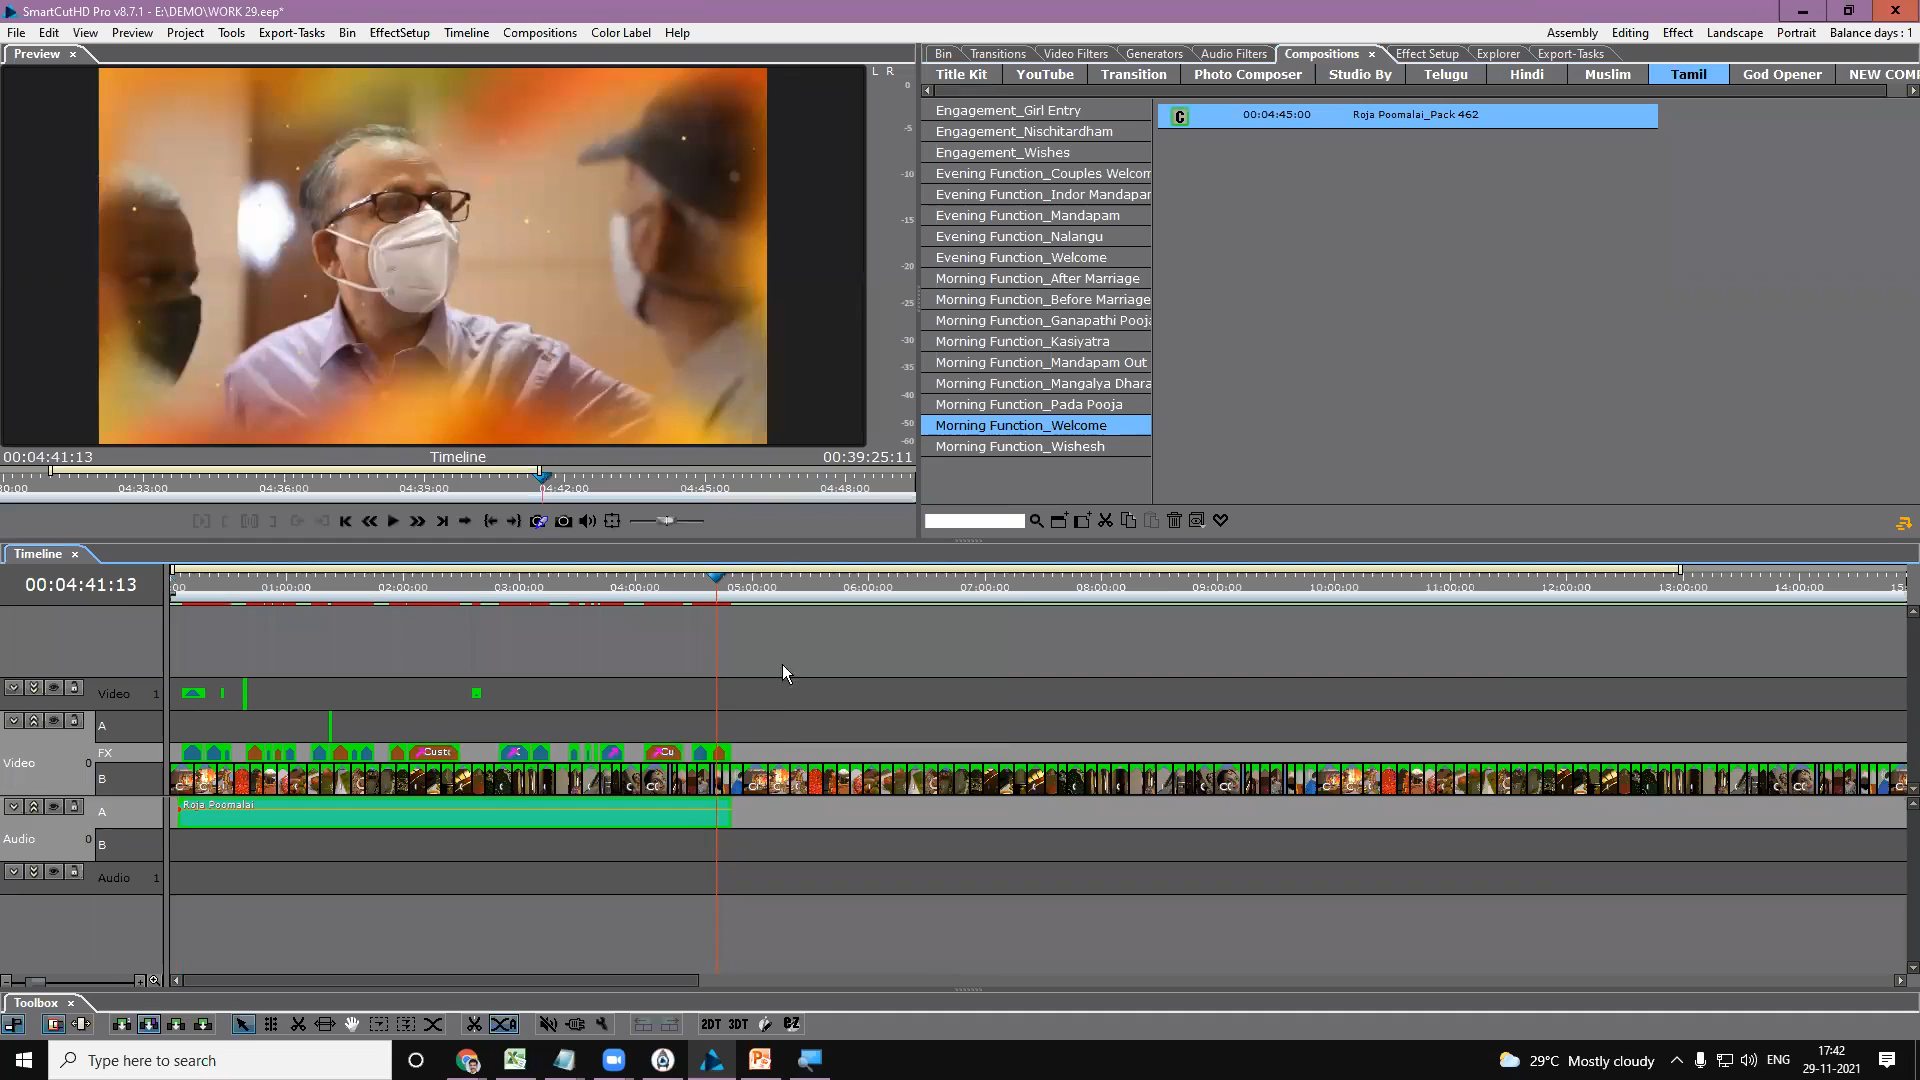 SmartCutHD Pro v8.7.1 - E:\DEMO\WORK 29.eep*
File Edit View Preview Project Tools Export-Tasks Bin EffectSetup Timeline Compositions Color Label Help
Assembly Editing Effect Landscape Portrait Balance days : 1
Preview
L R
Bin Transitions Video Filters Generators Audio Filters Compositions Effect Setup Explorer Export-Tasks
Title Kit YouTube Transition Photo Composer Studio By Telugu Hindi Muslim Tamil God Opener NEW COMP
Engagement_Girl Entry
Engagement_Nischitardham
Engagement_Wishes
Evening Function_Couples Welcom
Evening Function_Indor Mandapar
Evening Function_Mandapam
Evening Function_Nalangu
Evening Function_Welcome
Morning Function_After Marriage
Morning Function_Before Marriage
Morning Function_Ganapathi Pooja
Morning Function_Kasiyatra
Morning Function_Mandapam Out
Morning Function_Mangalya Dhara
Morning Function_Pada Pooja
Morning Function_Welcome
Morning Function_Wishesh
C 00:04:45:00 Roja Poomalai_Pack 462
0
-5
-10
-15
-20
-25
-30
-35
-40
-50
-60
00:04:41:13 Timeline 00:39:25:11
30:00 04:33:00 04:36:00 04:39:00 04:42:00 04:45:00 04:48:00
Timeline
00:04:41:13
:00 01:00:00 02:00:00 03:00:00 04:00:00 05:00:00 06:00:00 07:00:00 08:00:00 09:00:00 10:00:00 11:00:00 12:00:00 13:00:00 14:00:00 15
Video 1
A
FX Custo Cu
Video 0
B
Roja Poomalai
A
Audio 0
B
Audio 1
Toolbox
2DT 3DT eZ
Type here to search
29°C Mostly cloudy ENG 17:42
29-11-2021